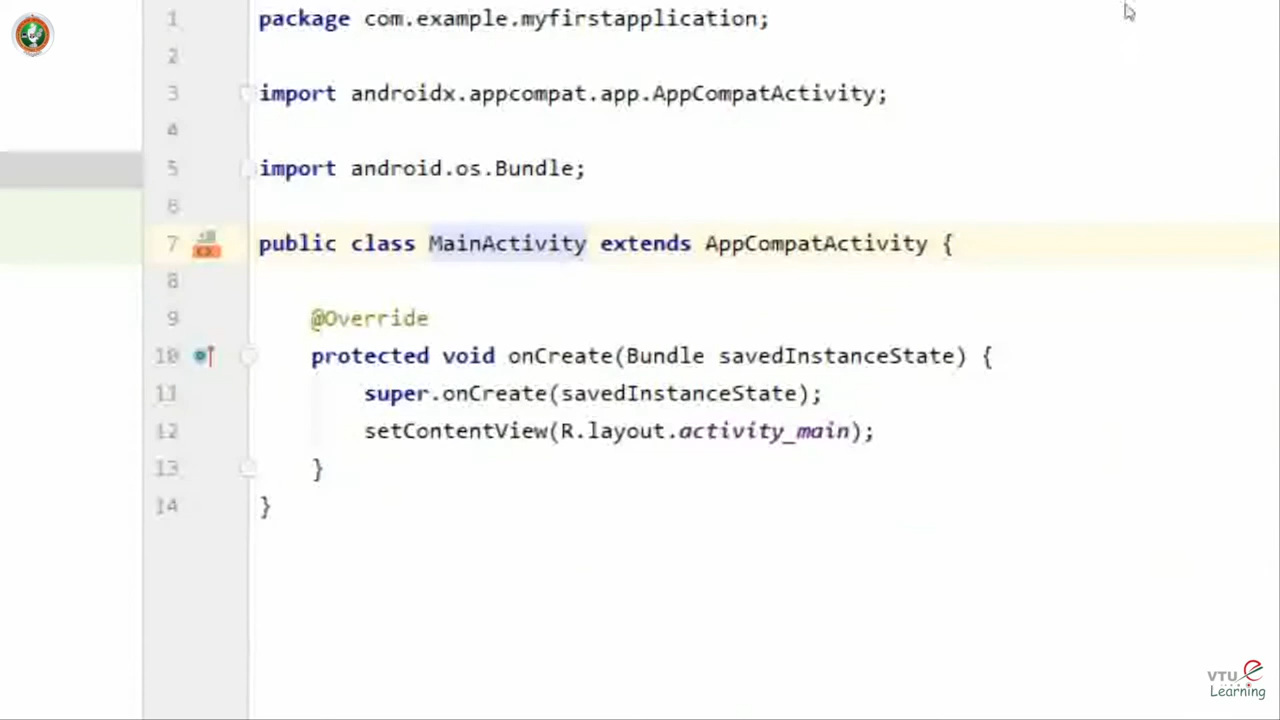 1 package com.example.myfirstapplication;
2
3 import androidx.appcompat.app.AppCompatActivity;
4
5 import android.os.Bundle;
6
7 public class MainActivity extends AppCompatActivity {
8
9 @Override
10 protected void onCreate(Bundle savedInstanceState) {
11 super.onCreate(savedInstanceState);
12 setContentView(R.layout.activity_main);
13 }
14 }
VTU e
Learning